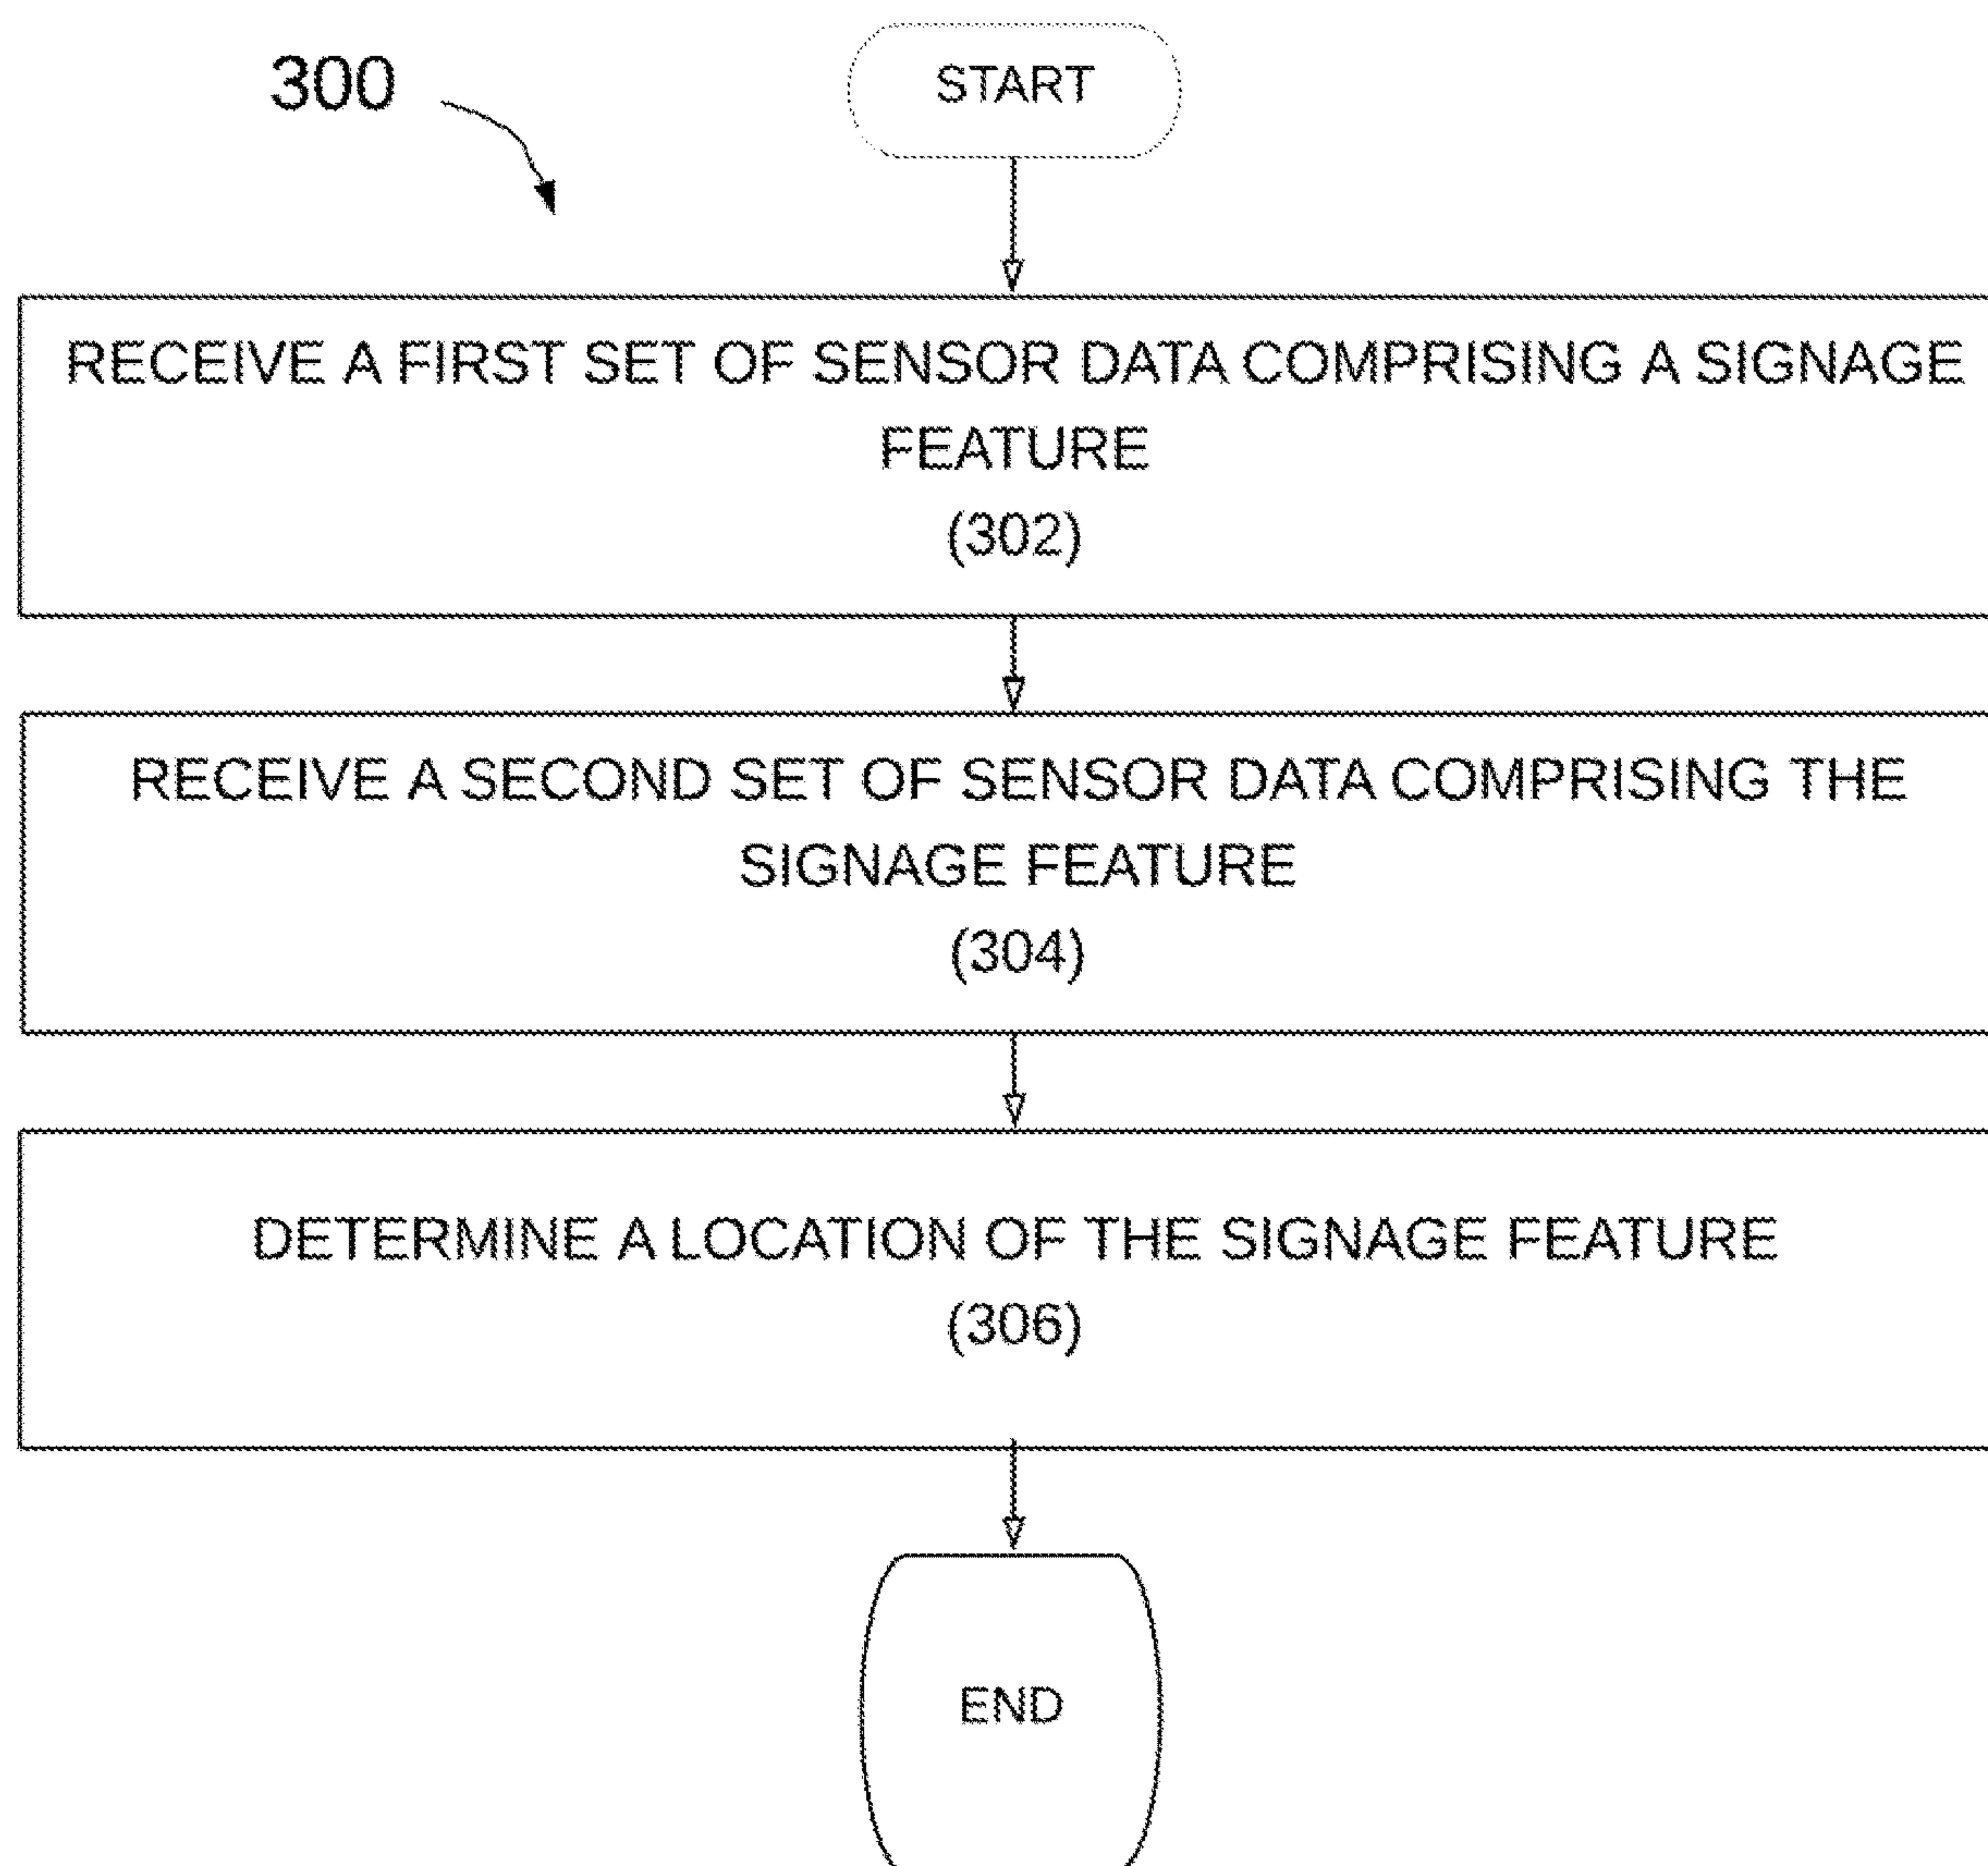 300
START
RECEIVE A FIRST SET OF SENSOR DATA COMPRISING A SIGNAGE
FEATURE
(302)
RECEIVE A SECOND SET OF SENSOR DATA COMPRISING THE
SIGNAGE FEATURE
(304)
DETERMINE A LOCATION OF THE SIGNAGE FEATURE
(306)
END